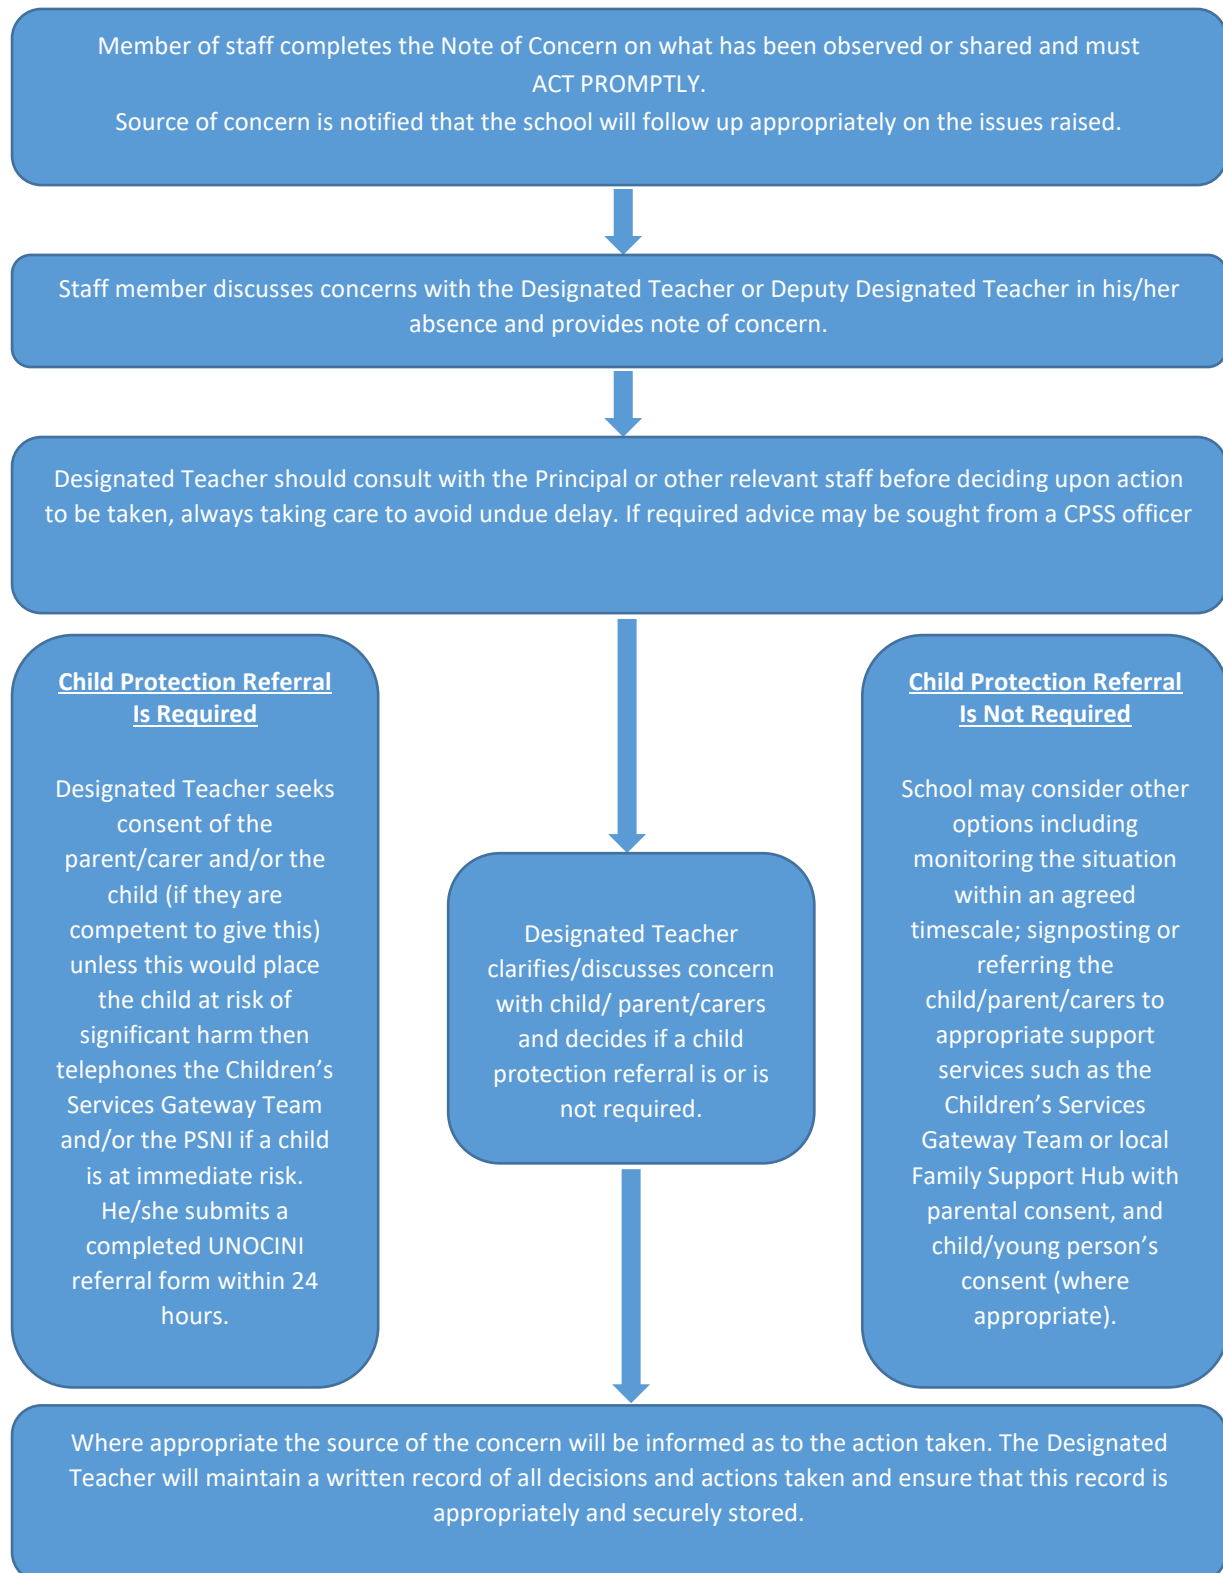 Member of staff completes the Note of Concern on what has been observed or shared and must
ACT PROMPTLY.
Source of concern is notified that the school will follow up appropriately on the issues raised.
Staff member discusses concerns with the Designated Teacher or Deputy Designated Teacher in his/her
absence and provides note of concern.
Designated Teacher should consult with the Principal or other relevant staff before deciding upon action
to be taken, always taking care to avoid undue delay. If required advice may be sought from a CPSS officer
Child Protection Referral
Is Required
Designated Teacher seeks
consent of the
parent/carer and/or the
child (if they are
competent to give this)
unless this would place
the child at risk of
significant harm then
telephones the Children’s
Services Gateway Team
and/or the PSNI if a child
is at immediate risk.
He/she submits a
completed UNOCINI
referral form within 24
hours.
Designated Teacher
clarifies/discusses concern
with child/ parent/carers
and decides if a child
protection referral is or is
not required.
Child Protection Referral
Is Not Required
School may consider other
options including
monitoring the situation
within an agreed
timescale; signposting or
referring the
child/parent/carers to
appropriate support
services such as the
Children’s Services
Gateway Team or local
Family Support Hub with
parental consent, and
child/young person’s
consent (where
appropriate).
Where appropriate the source of the concern will be informed as to the action taken. The Designated
Teacher will maintain a written record of all decisions and actions taken and ensure that this record is
appropriately and securely stored.